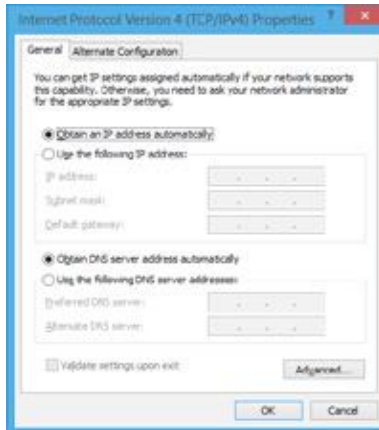 Internet Protocol Version 4 (TCP/IPv4) Properties ? x
General Alternate Configuration
You can get IP settings assigned automatically if your network supports
this capability. Otherwise, you need to ask your network administrator
for the appropriate IP settings.
Obtain an IP address automatically
Use the following IP address:
IP address:
Subnet mask:
Default gateway:
Obtain DNS server address automatically
Use the following DNS server addresses:
Preferred DNS server:
Alternate DNS server:
Validate settings upon exit
Advanced...
OK Cancel